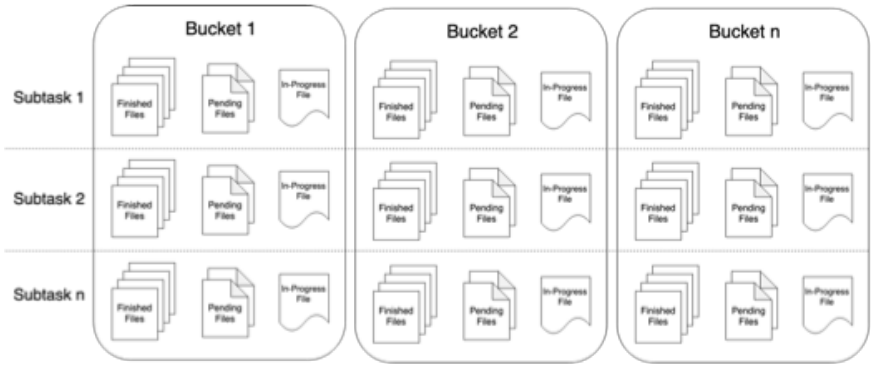 Bucket 1
Bucket 2
Bucket n
Subtask 1
Finished
Files
Pending
Files
In-Progress
File
Finished
Files
Pending
Files
In-Progress
File
Finished
Files
Pending
Files
In-Progress
File
Subtask 2
Finished
Files
Pending
Files
In-Progress
File
Finished
Files
Pending
Files
In-Progress
File
Finished
Files
Pending
Files
In-Progress
File
Subtask n
Finished
Files
Pending
Files
In-Progress
File
Finished
Files
Pending
Files
In-Progress
File
Finished
Files
Pending
Files
In-Progress
File